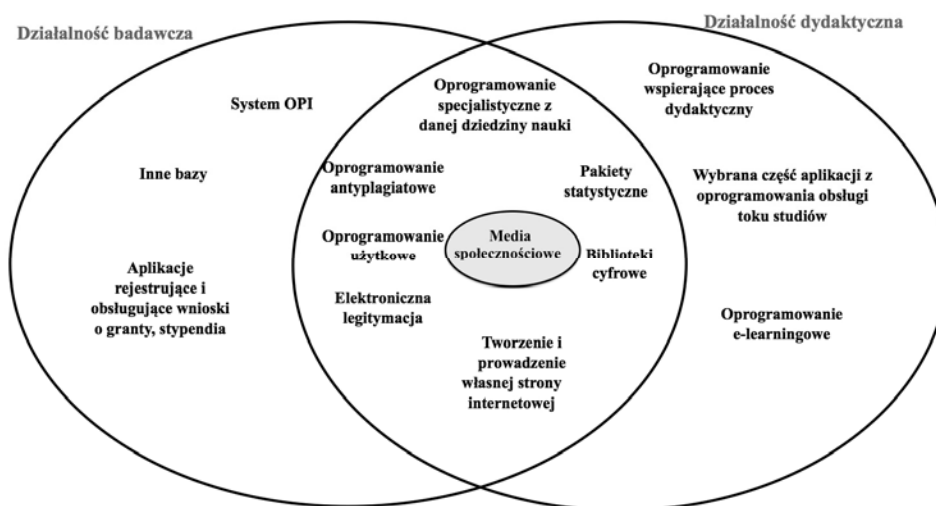 Działalność badawcza
Działalność dydaktyczna
System OPI
Inne bazy
Aplikacje
rejestrujące i
obsługujące wnioski
o granty, stypendia
Oprogramowanie
specjalistyczne z
danej dziedziny nauki
Oprogramowanie
antyplagiatowe
Pakiety
statystyczne
Oprogramowanie
użytkowe
Media
społecznościowe
Biblioteki
cyfrowe
Elektroniczna
legitymacja
Tworzenie i
prowadzenie
własnej strony
internetowej
Oprogramowanie
wspierające proces
dydaktyczny
Wybrana część aplikacji z
oprogramowania obsługi
toku studiów
Oprogramowanie
e-learningowe